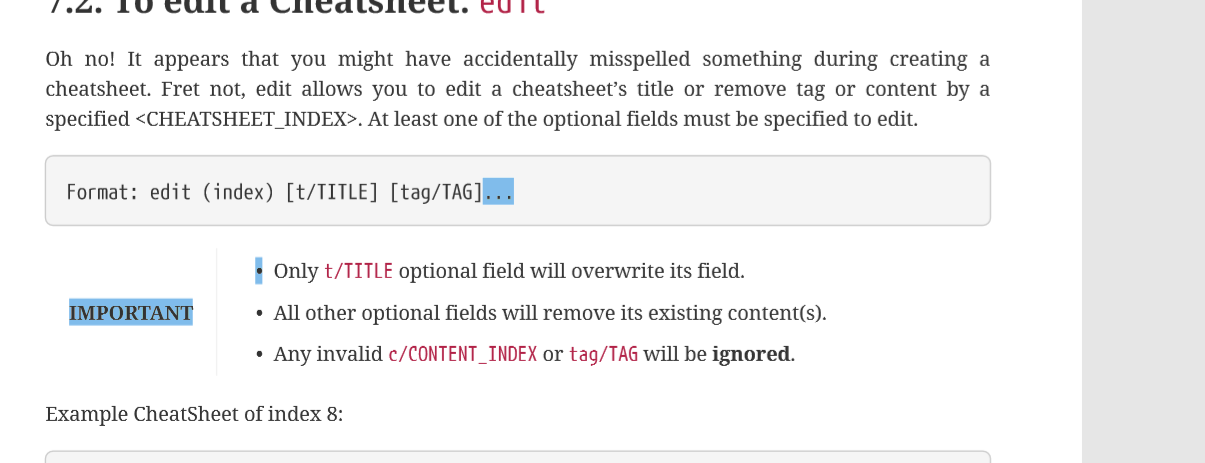 7.2. To edit a Cheatsheet: edit
Oh no! It appears that you might have accidentally misspelled something during creating a
cheatsheet. Fret not, edit allows you to edit a cheatsheet’s title or remove tag or content by a
specified <CHEATSHEET_INDEX>. At least one of the optional fields must be specified to edit.
Format: edit (index) [t/TITLE] [tag/TAG]...
IMPORTANT
• Only t/TITLE optional field will overwrite its field.
• All other optional fields will remove its existing content(s).
• Any invalid c/CONTENT_INDEX or tag/TAG will be ignored.
Example CheatSheet of index 8: